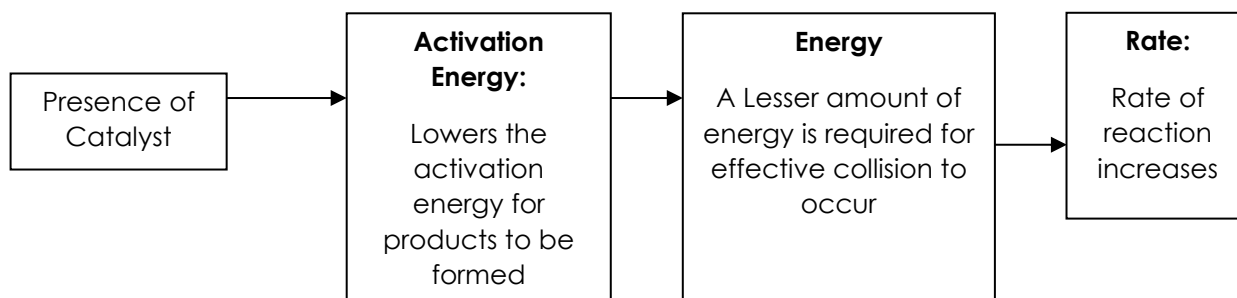 Presence of
Catalyst
Activation
Energy:
Lowers the
activation
energy for
products to be
formed
Energy
A Lesser amount of
energy is required for
effective collision to
occur
Rate:
Rate of
reaction
increases